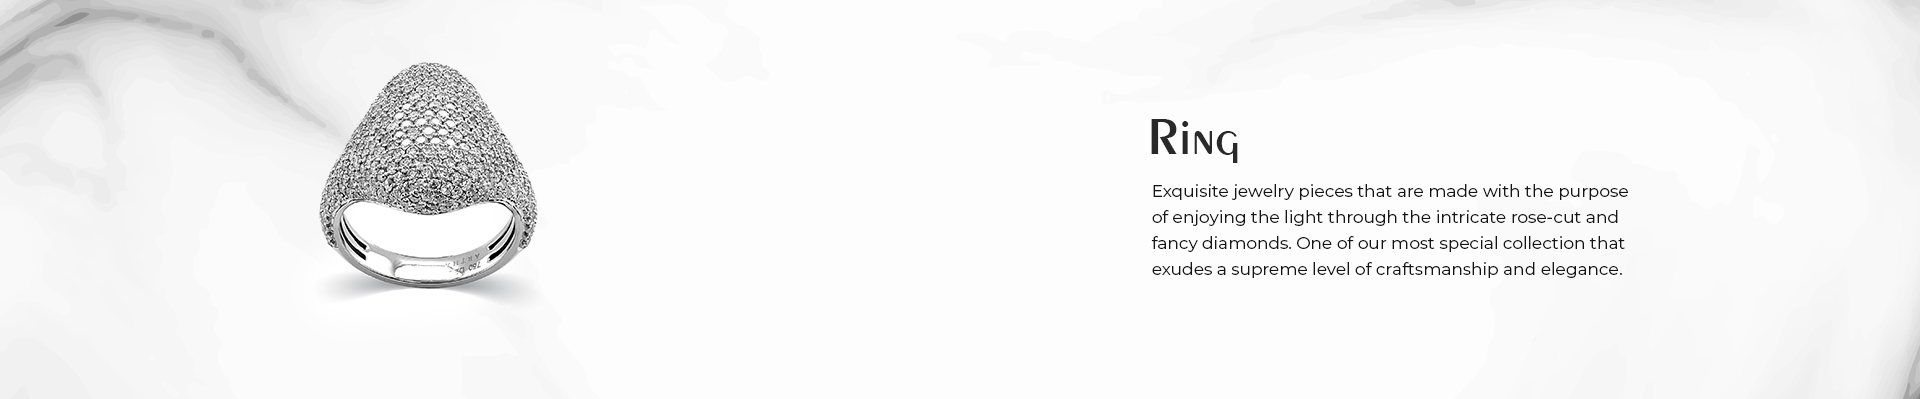 Ring
Exquisite jewelry pieces that are made with the purpose
of enjoying the light through the intricate rose-cut and
fancy diamonds. One of our most special collection that
exudes a supreme level of craftsmanship and elegance.